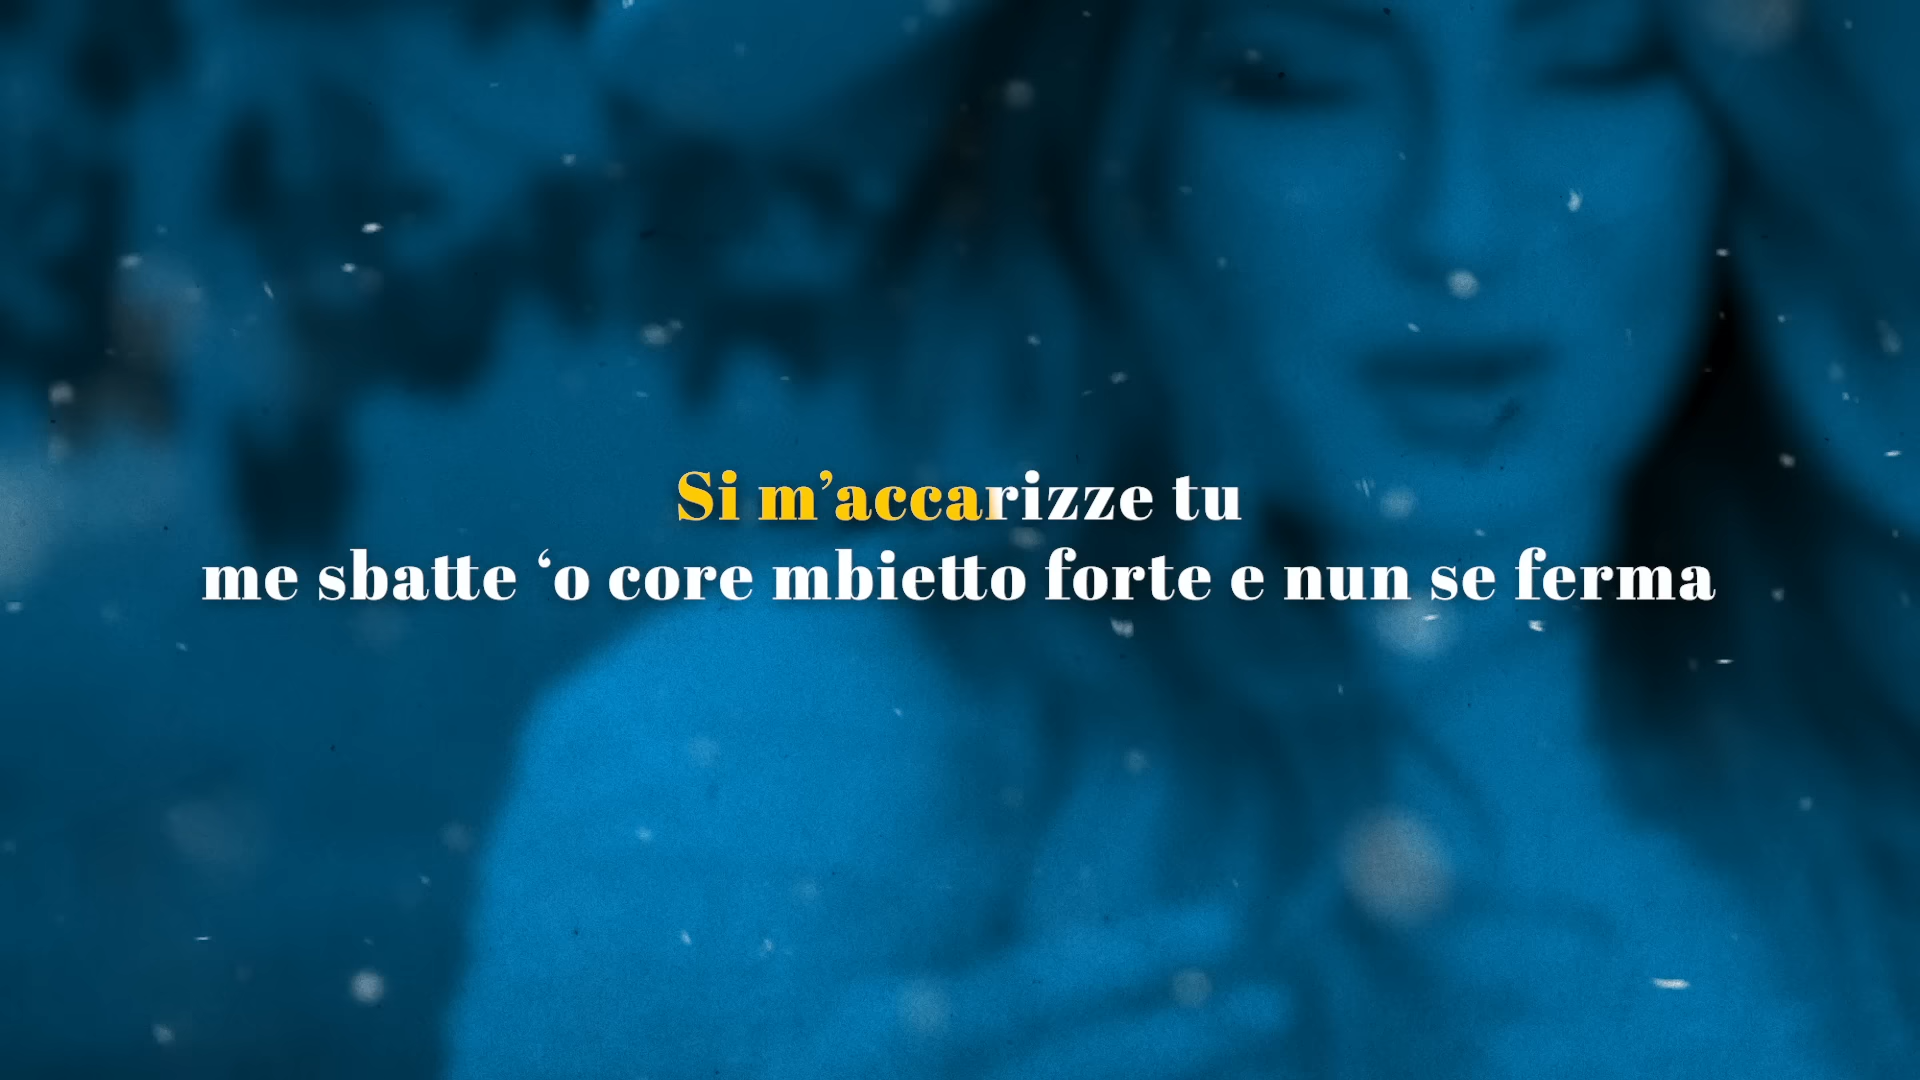 Si m’accarizze tu
me sbatte ‘o core mbietto forte e nun se ferma